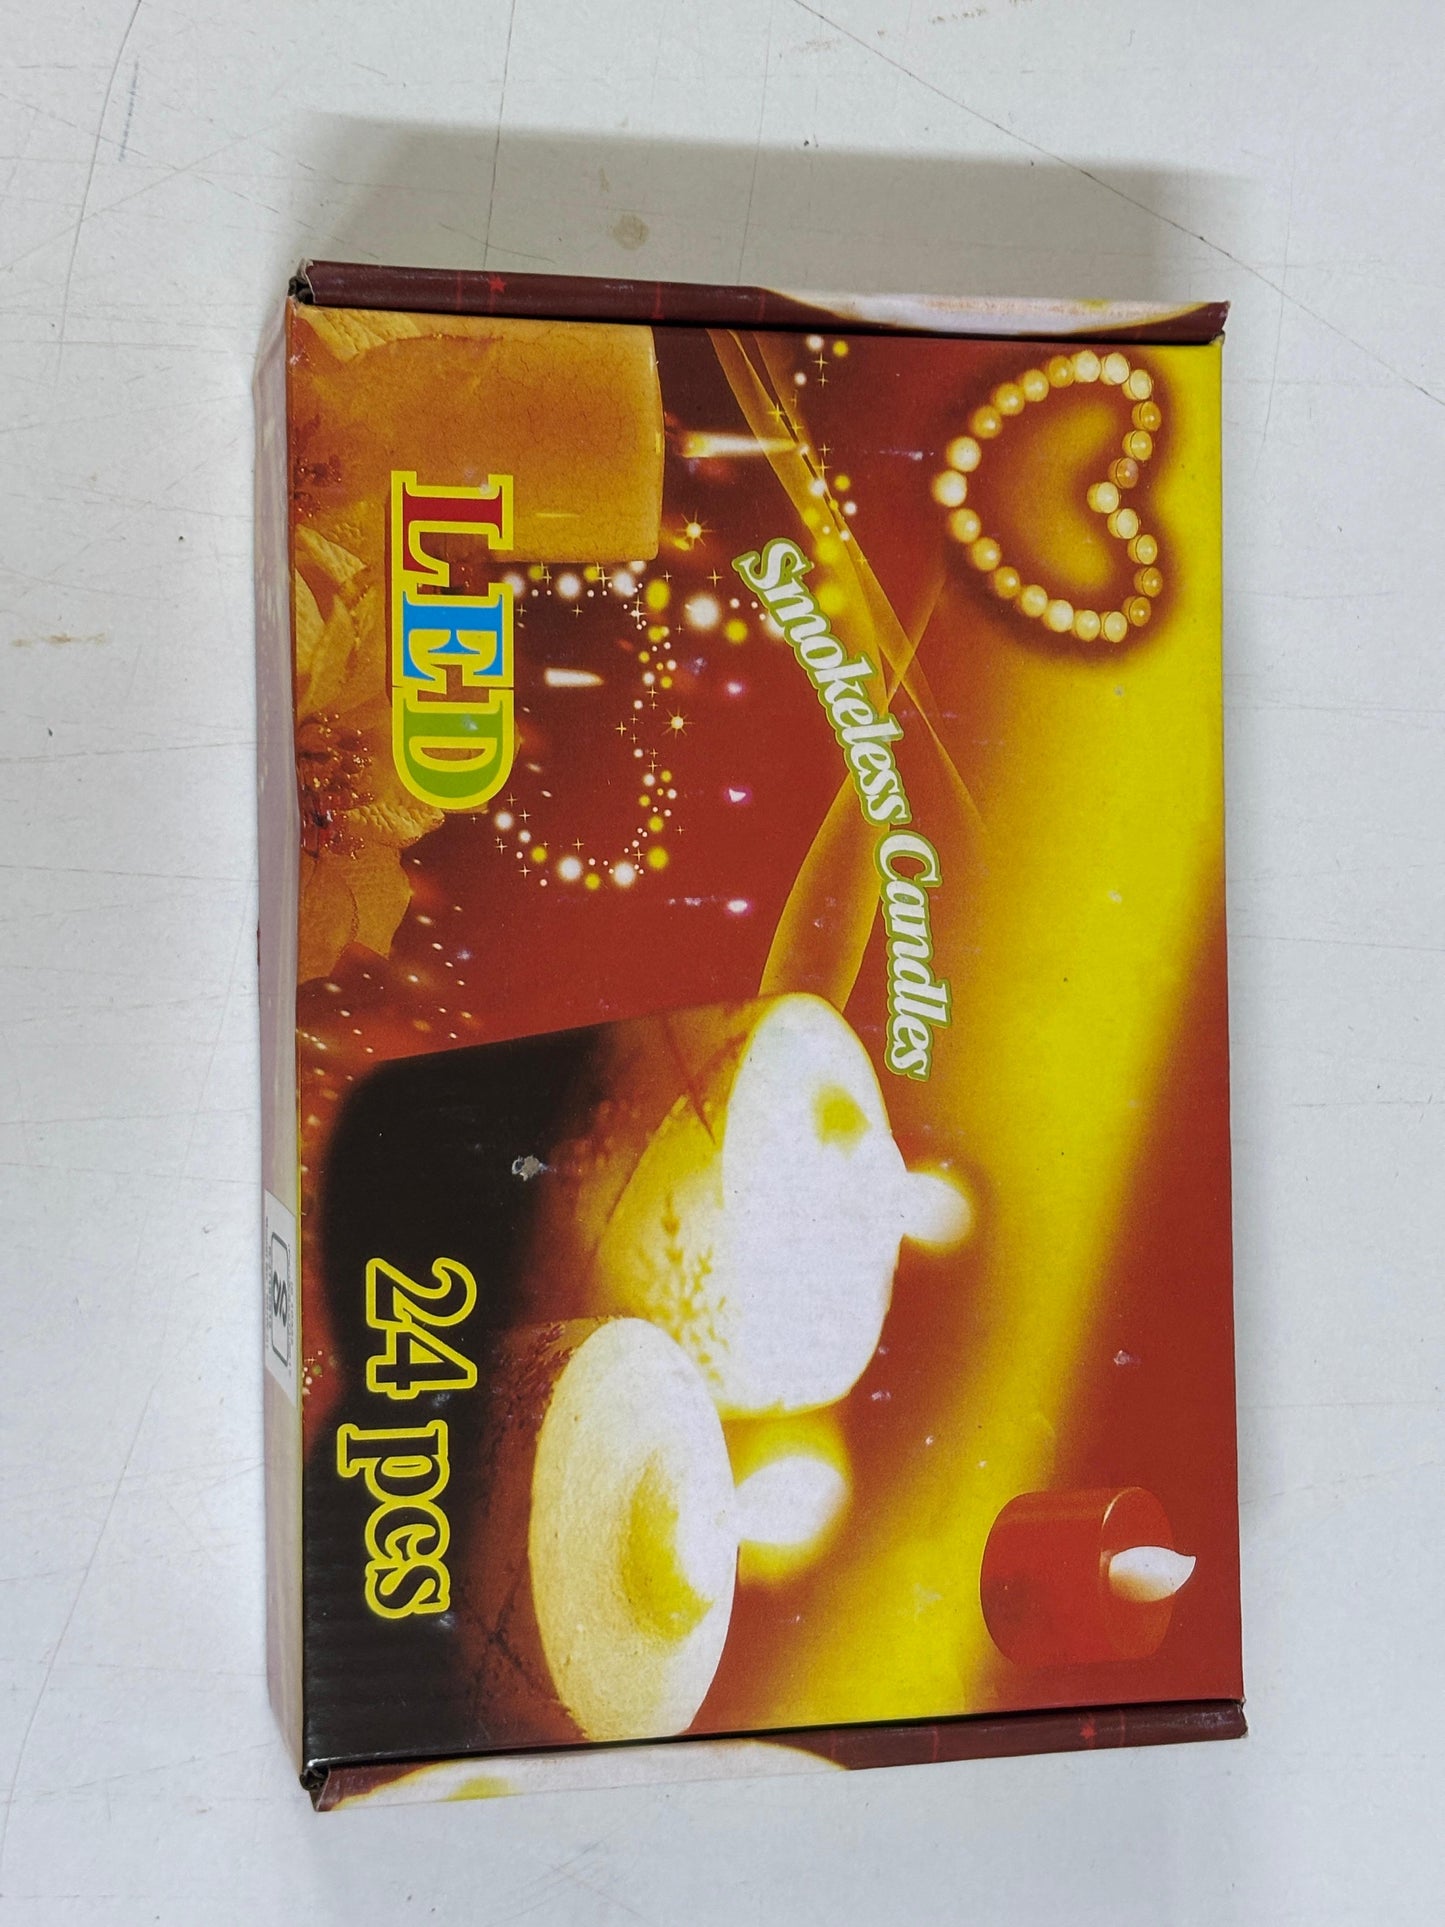 Smokeless Candles
LED
24 pcs